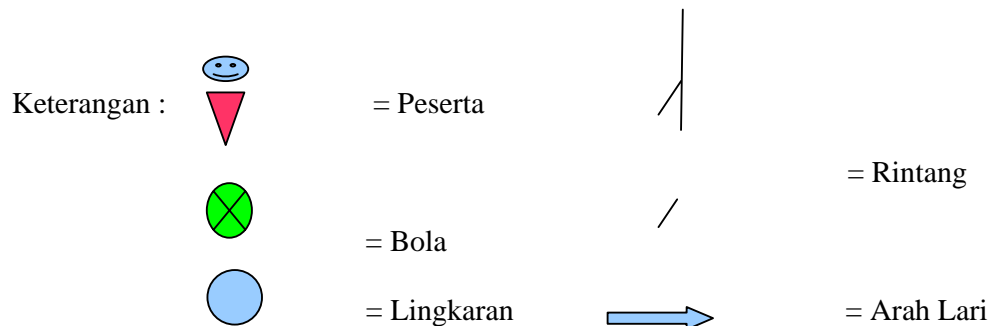 Keterangan : = Peserta
= Rintang
= Bola
= Lingkaran = Arah Lari